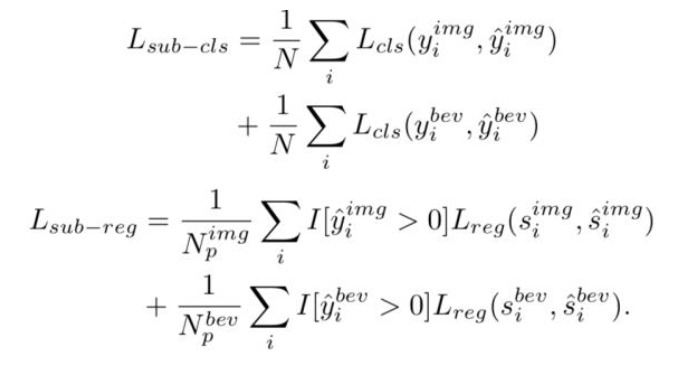 L_{sub-cls} = \frac{1}{N} \sum_{i} L_{cls}(y_i^{img}, \hat{y}_i^{img})
+ \frac{1}{N} \sum_{i} L_{cls}(y_i^{bev}, \hat{y}_i^{bev})
L_{sub-reg} = \frac{1}{N_p^{img}} \sum_{i} I[\hat{y}_i^{img} > 0] L_{reg}(s_i^{img}, \hat{s}_i^{img})
+ \frac{1}{N_p^{bev}} \sum_{i} I[\hat{y}_i^{bev} > 0] L_{reg}(s_i^{bev}, \hat{s}_i^{bev}).